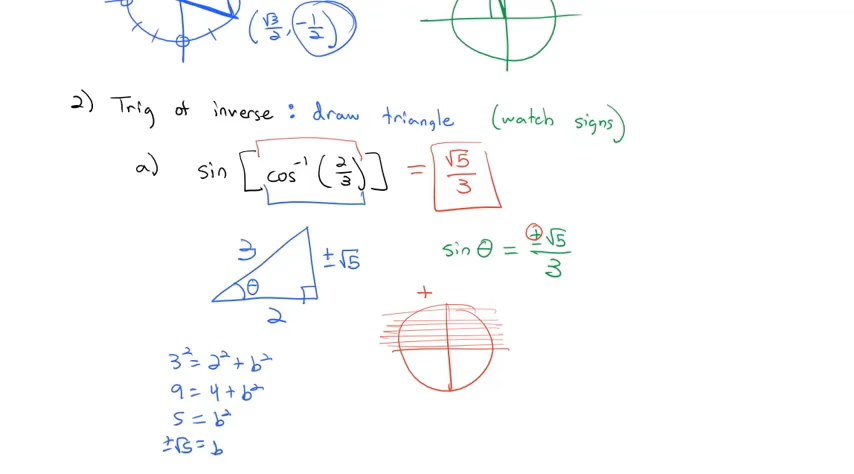 (√3/2, -1/2)
2) Trig of inverse : draw triangle (watch signs)
a) sin [ cos⁻¹ (2/3) ] = √5/3
3
±√5
θ
2
sin θ = ±√5/3
+
3² = 2² + b²
9 = 4 + b²
5 = b²
±√5 = b